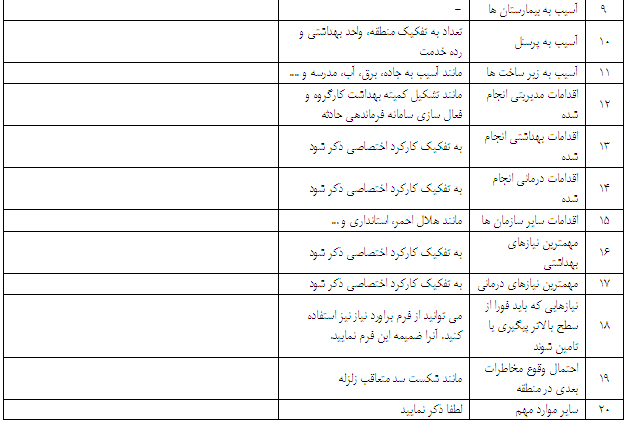 ۹ آسیب به بیمارستان ها –
۱۰ آسیب به پرسنل تعداد به تفکیک منطقه، واحد بهداشتی و
رده خدمت
۱۱ آسیب به زیر ساخت ها مانند آسیب به جاده، برق، آب، مدرسه و ....
۱۲ اقدامات مدیریتی انجام مانند تشکیل کمیته بهداشت کارگروه و
شده فعال سازی سامانه فرماندهی حادثه
۱۳ اقدامات بهداشتی انجام
شده به تفکیک کارکرد اختصاصی ذکر شود
۱۴ اقدامات درمانی انجام
شده به تفکیک کارکرد اختصاصی ذکر شود
۱۵ اقدامات سایر سازمان ها مانند هلال احمر، استانداری و ...
۱۶ مهمترین نیازهای
بهداشتی به تفکیک کارکرد اختصاصی ذکر شود
۱۷ مهمترین نیازهای درمانی به تفکیک کارکرد اختصاصی ذکر شود
۱۸ نیازهایی که باید فورا از
سطح بالاتر پیگیری یا
تامین شوند
می توانید از فرم براورد نیاز نیز استفاده
کنید. آنرا ضمیمه این فرم نمایید.
۱۹ احتمال وقوع مخاطرات
بعدی در منطقه مانند شکست سد متعاقب زلزله
۲۰ سایر موارد مهم لطفا ذکر نمایید